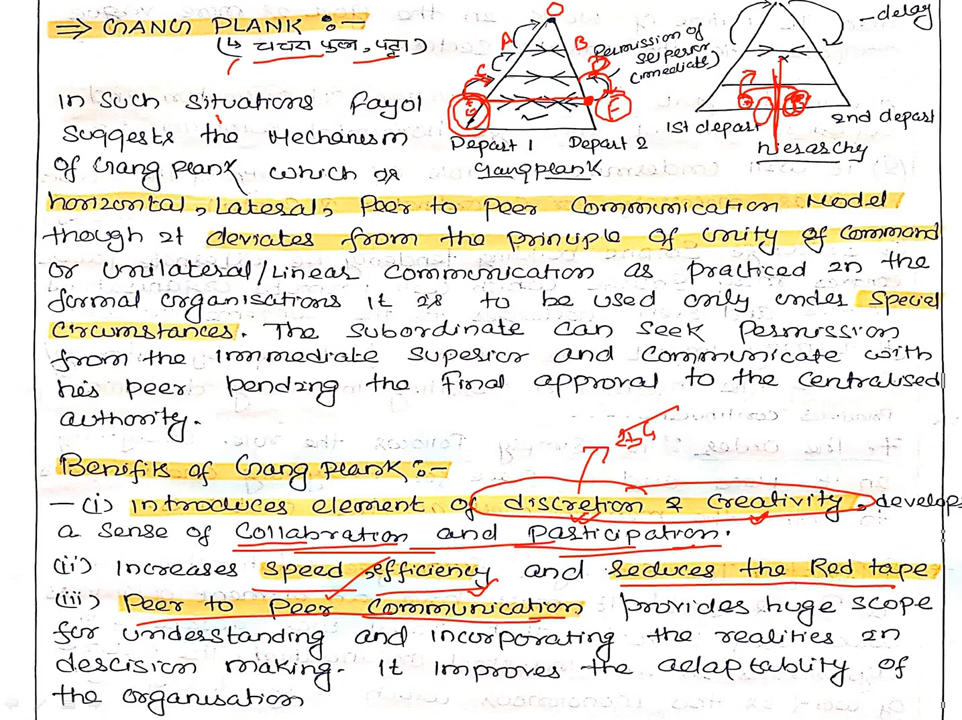 ⇒ GANG PLANK :-
(↳ चचरा फूल, पट्टा)
In such situations Fayol
suggests the Mechanism
of Gang plank which is
horizontal, Lateral, Peer to Peer Communication Model
though it deviates from the principle of Unity of Command
or Unilateral/Linear Communication as practiced in the
formal organisations it is to be used only under Special
Circumstances. The subordinate can seek Permission
from the immediate superior and communicate with
his peer pending the final approval to the centralised
authority.
O
A B
C D
E F
Permission of
superior
(immediate)
Depart 1 Depart 2
Gangplank
- delay
1st depart 2nd depart
hierarchy
Benifits of Gang plank :-
- (i) Introduces element of discretion & Creativity, develops
a sense of Collabration and Participation.
(ii) Increases speed, efficiency and reduces the Red tape
(iii) Peer to Peer Communication provides huge scope
for understanding and incorporating the realities in
descision making. It improves the adaptablity of
the organisation